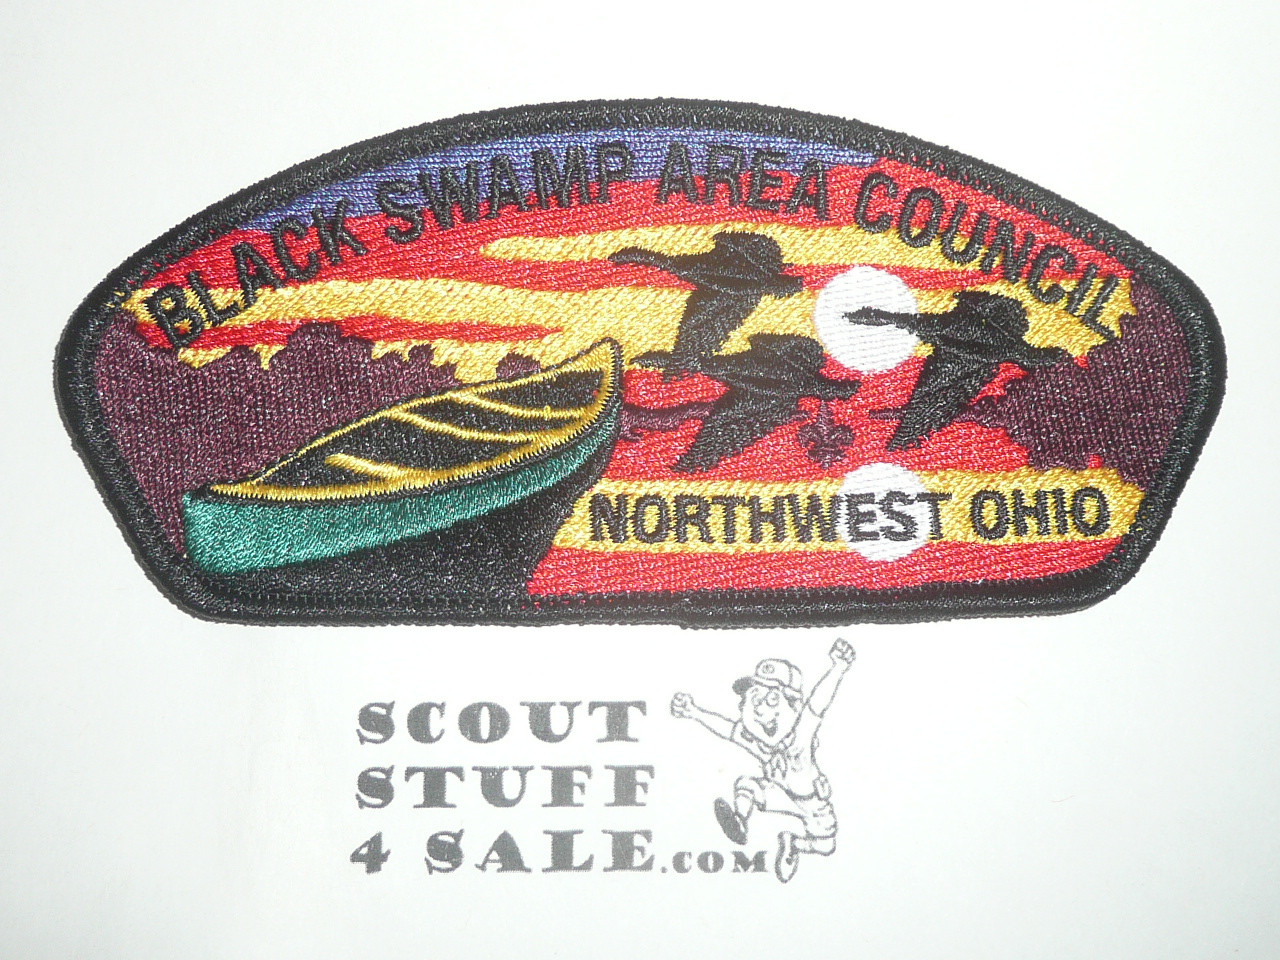 BLACK SWAMP AREA COUNCIL
NORTHWEST OHIO
SCOUT
STUFF
4 SALE.COM